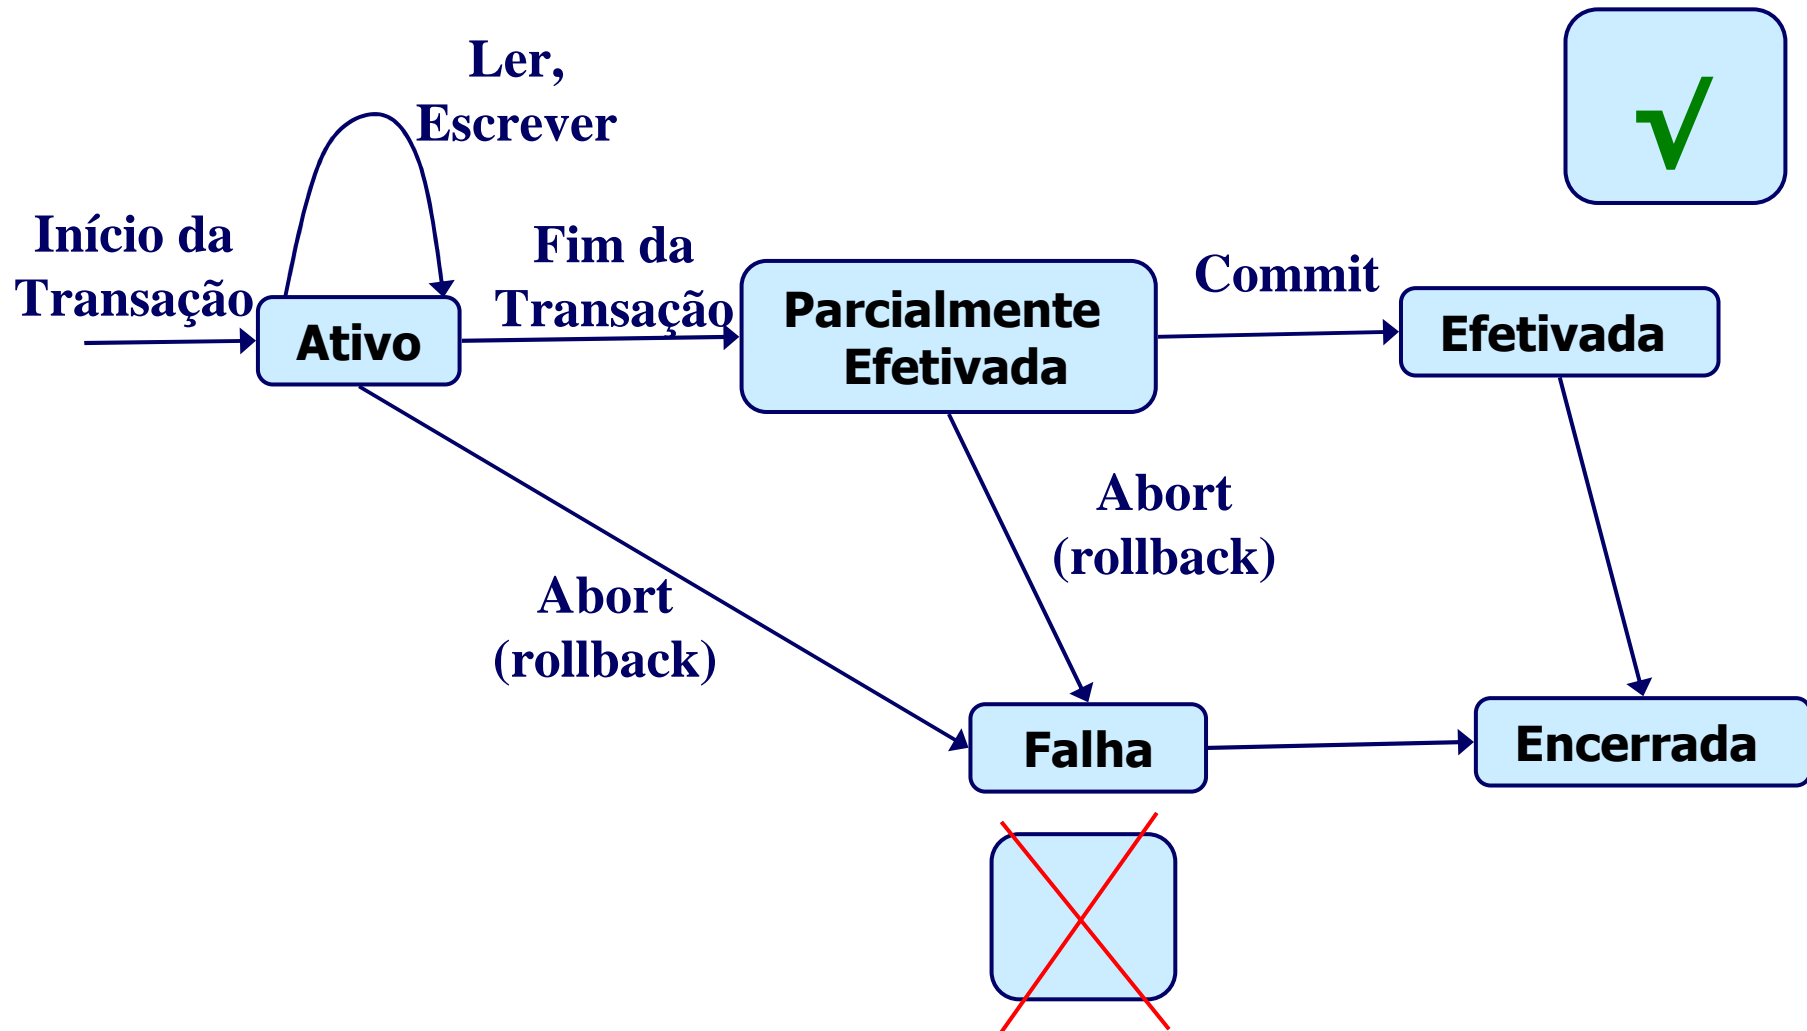 Ler,
Escrever
√
Início da
Transação
Fim da
Transação
Commit
Ativo
Parcialmente
Efetivada
Efetivada
Abort
(rollback)
Abort
(rollback)
Falha
Encerrada